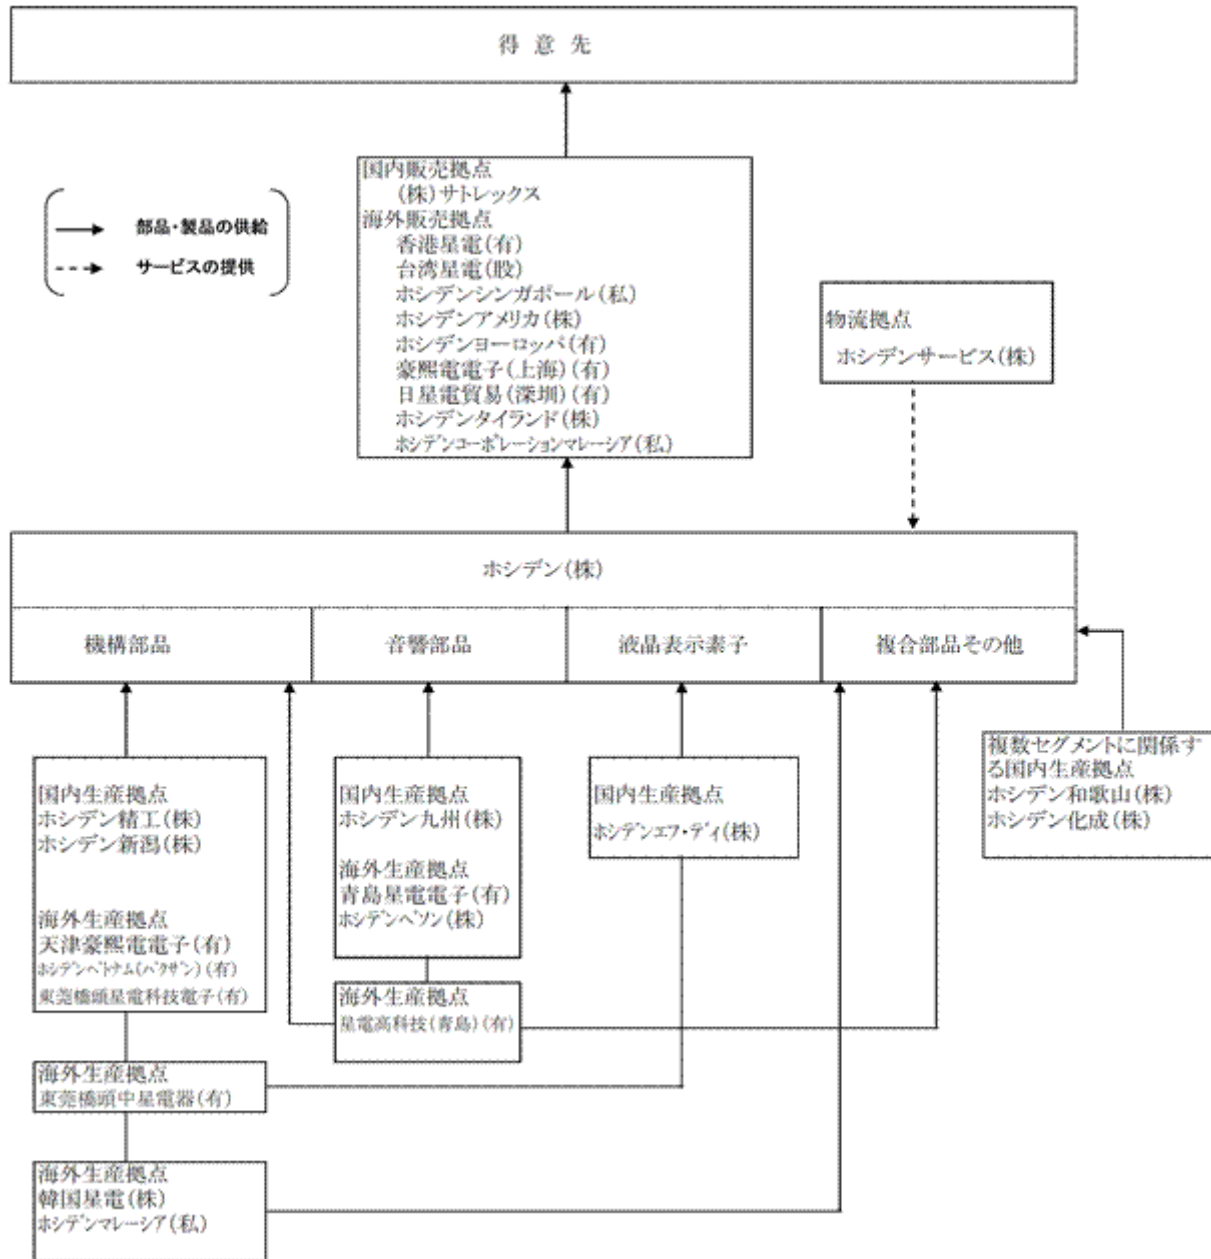 得 意 先
国内販売拠点
(株)サトレックス
海外販売拠点
香港星電(有)
台湾星電(股)
ホシデンシンガポール(私)
ホシデンアメリカ(株)
ホシデンヨーロッパ(有)
豪熙電電子(上海)(有)
日星電貿易(深圳)(有)
ホシデンタイランド(株)
ホシデンコーポレーションマレーシア(私)
部品・製品の供給
サービスの提供
物流拠点
ホシデンサービス(株)
ホシデン(株)
機構部品
音響部品
液晶表示素子
複合部品その他
国内生産拠点
ホシデン精工(株)
ホシデン新潟(株)
海外生産拠点
天津豪熙電電子(有)
ホシデンベトナム(バクザン)(有)
東莞橋頭星電科技電子(有)
国内生産拠点
ホシデン九州(株)
海外生産拠点
青島星電電子(有)
ホシデンベソン(株)
国内生産拠点
ホシデンエフ・ディ(株)
複数セグメントに関係す
る国内生産拠点
ホシデン和歌山(株)
ホシデン化成(株)
海外生産拠点
星電高科技(青島)(有)
海外生産拠点
東莞橋頭中星電器(有)
海外生産拠点
韓国星電(株)
ホシデンマレーシア(私)